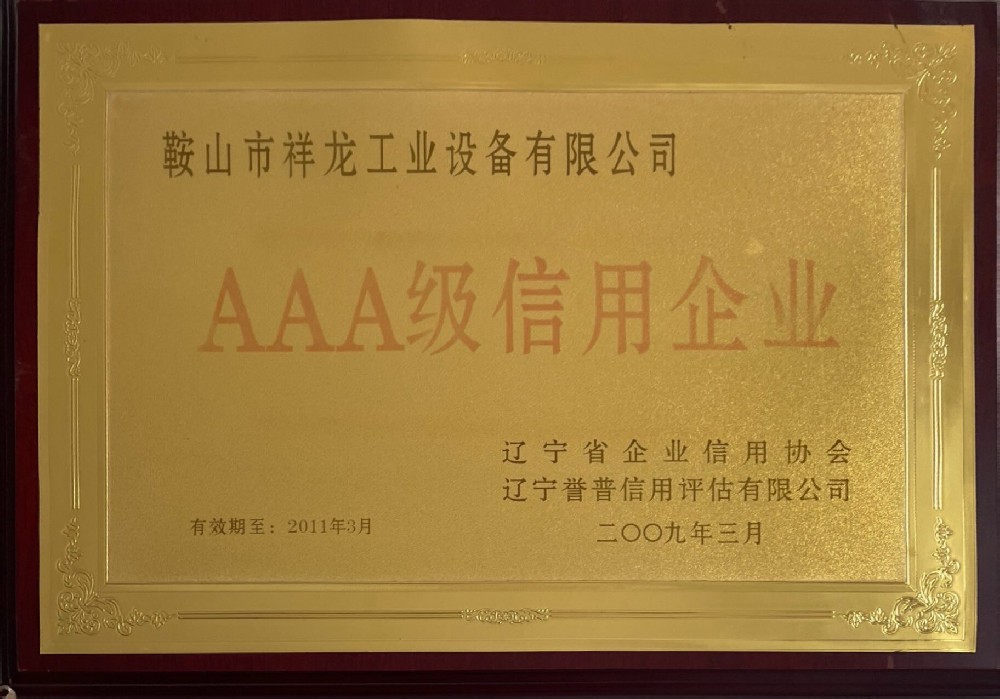 鞍山市祥龙工业设备有限公司
AAA级信用企业
辽宁省企业信用协会
辽宁誉普信用评估有限公司
有效期至：2011年3月
二〇〇九年三月